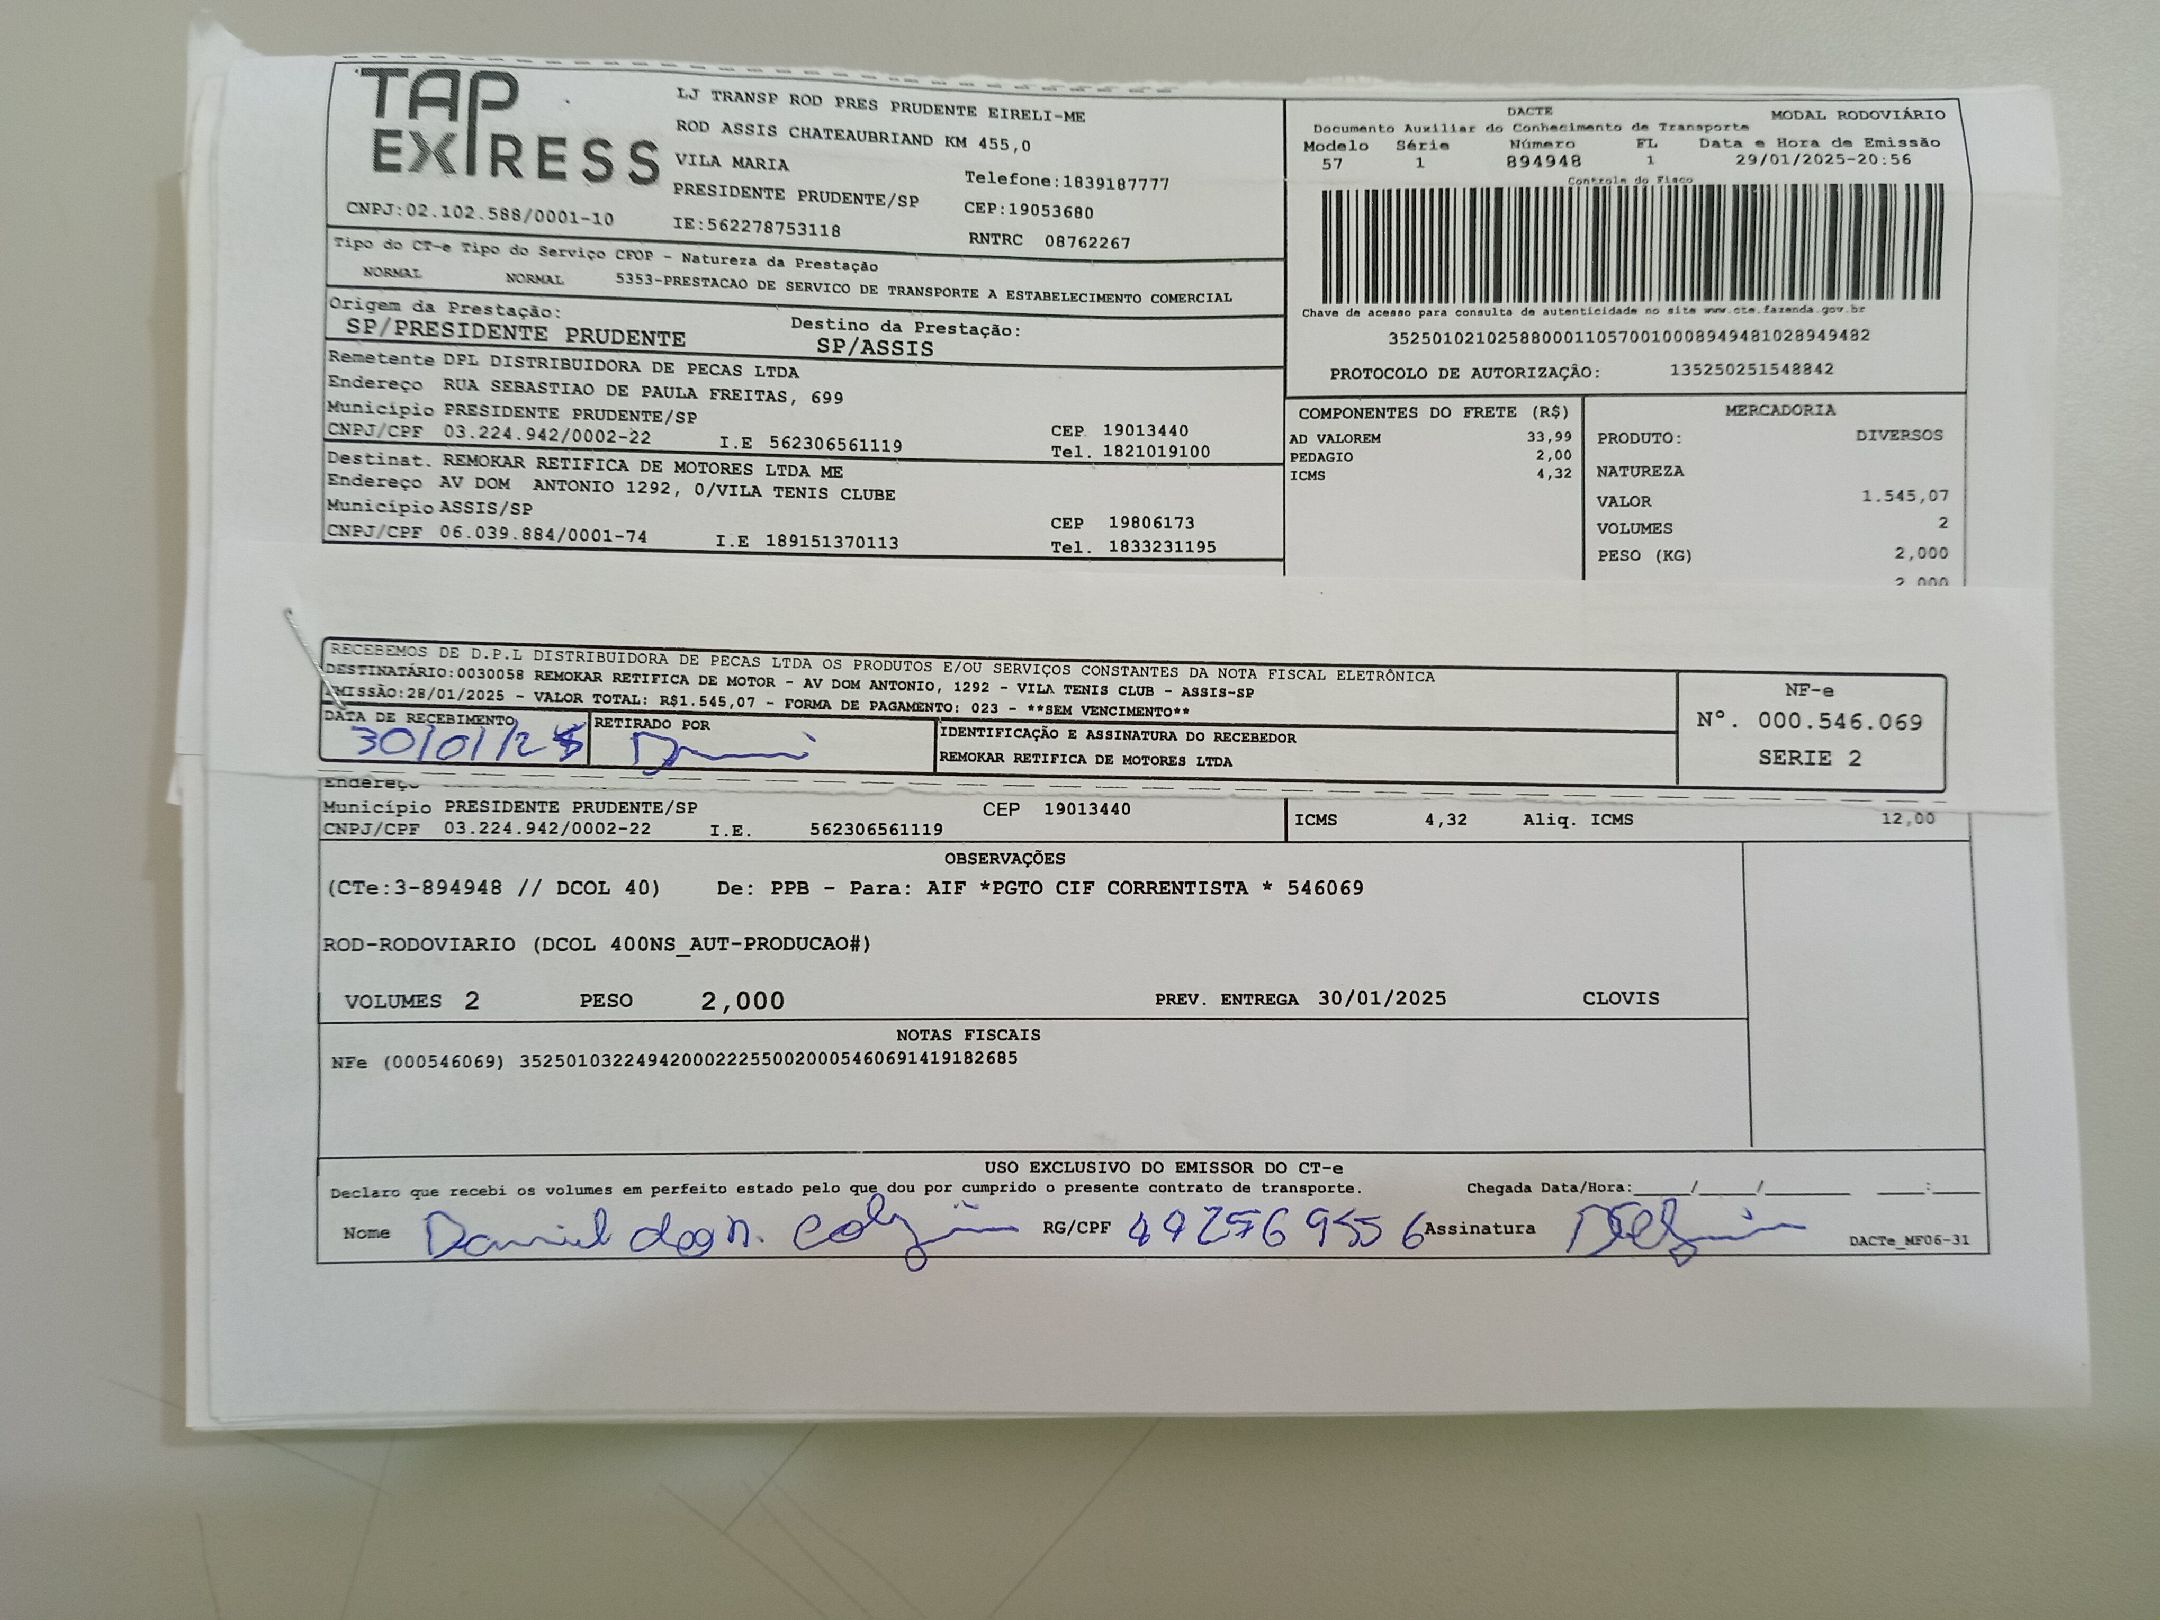 TAP
EXPRESS
CNPJ:02.102.588/0001-10
LJ TRANSP ROD PRES PRUDENTE EIRELI-ME
ROD ASSIS CHATEAUBRIAND KM 455,0
VILA MARIA
Telefone:1839187777
PRESIDENTE PRUDENTE/SP CEP:19053680
IE:562278753118 RNTRC 08762267
DACTE MODAL RODOVIÁRIO
Documento Auxiliar do Conhecimento de Transporte
Modelo Série Número FL Data e Hora de Emissão
57 1 894948 1 29/01/2025-20:56
Controle do Fisco
Chave de acesso para consulta de autenticidade no site www.cte.fazenda.gov.br
35250102102588000110570010008949481028949482
PROTOCOLO DE AUTORIZAÇÃO: 135250251548842
Tipo do CT-e Tipo do Serviço CFOP - Natureza da Prestação
NORMAL NORMAL 5353-PRESTACAO DE SERVICO DE TRANSPORTE A ESTABELECIMENTO COMERCIAL
Origem da Prestação: Destino da Prestação:
SP/PRESIDENTE PRUDENTE SP/ASSIS
Remetente DPL DISTRIBUIDORA DE PECAS LTDA
Endereço RUA SEBASTIAO DE PAULA FREITAS, 699
Município PRESIDENTE PRUDENTE/SP CEP 19013440
CNPJ/CPF 03.224.942/0002-22 I.E 562306561119 Tel. 1821019100
Destinat. REMOKAR RETIFICA DE MOTORES LTDA ME
Endereço AV DOM ANTONIO 1292, 0/VILA TENIS CLUBE
Município ASSIS/SP CEP 19806173
CNPJ/CPF 06.039.884/0001-74 I.E 189151370113 Tel. 1833231195
COMPONENTES DO FRETE (R$)
AD VALOREM 33,99
PEDAGIO 2,00
ICMS 4,32
MERCADORIA
PRODUTO: DIVERSOS
NATUREZA
VALOR 1.545,07
VOLUMES 2
PESO (KG) 2,000
2,000
RECEBEMOS DE D.P.L DISTRIBUIDORA DE PECAS LTDA OS PRODUTOS E/OU SERVIÇOS CONSTANTES DA NOTA FISCAL ELETRÔNICA
DESTINATÁRIO:0030058 REMOKAR RETIFICA DE MOTOR - AV DOM ANTONIO, 1292 - VILA TENIS CLUB - ASSIS-SP
EMISSÃO:28/01/2025 - VALOR TOTAL: R$1.545,07 - FORMA DE PAGAMENTO: 023 - **SEM VENCIMENTO**
DATA DE RECEBIMENTO RETIRADO POR IDENTIFICAÇÃO E ASSINATURA DO RECEBEDOR
30/01/25 REMOKAR RETIFICA DE MOTORES LTDA
NF-e
Nº. 000.546.069
SERIE 2
Endereço
Município PRESIDENTE PRUDENTE/SP CEP 19013440
CNPJ/CPF 03.224.942/0002-22 I.E. 562306561119
ICMS 4,32 Aliq. ICMS 12,00
OBSERVAÇÕES
(CTe:3-894948 // DCOL 40) De: PPB - Para: AIF *PGTO CIF CORRENTISTA * 546069
ROD-RODOVIARIO (DCOL 400NS_AUT-PRODUCAO#)
VOLUMES 2 PESO 2,000 PREV. ENTREGA 30/01/2025 CLOVIS
NOTAS FISCAIS
NFe (000546069) 35250103224942000222550020005460691419182685
USO EXCLUSIVO DO EMISSOR DO CT-e
Declaro que recebi os volumes em perfeito estado pelo que dou por cumprido o presente contrato de transporte. Chegada Data/Hora:____/____/______ ___:___
Nome Daniel RG/CPF Assinatura
DACTe_MF06-31